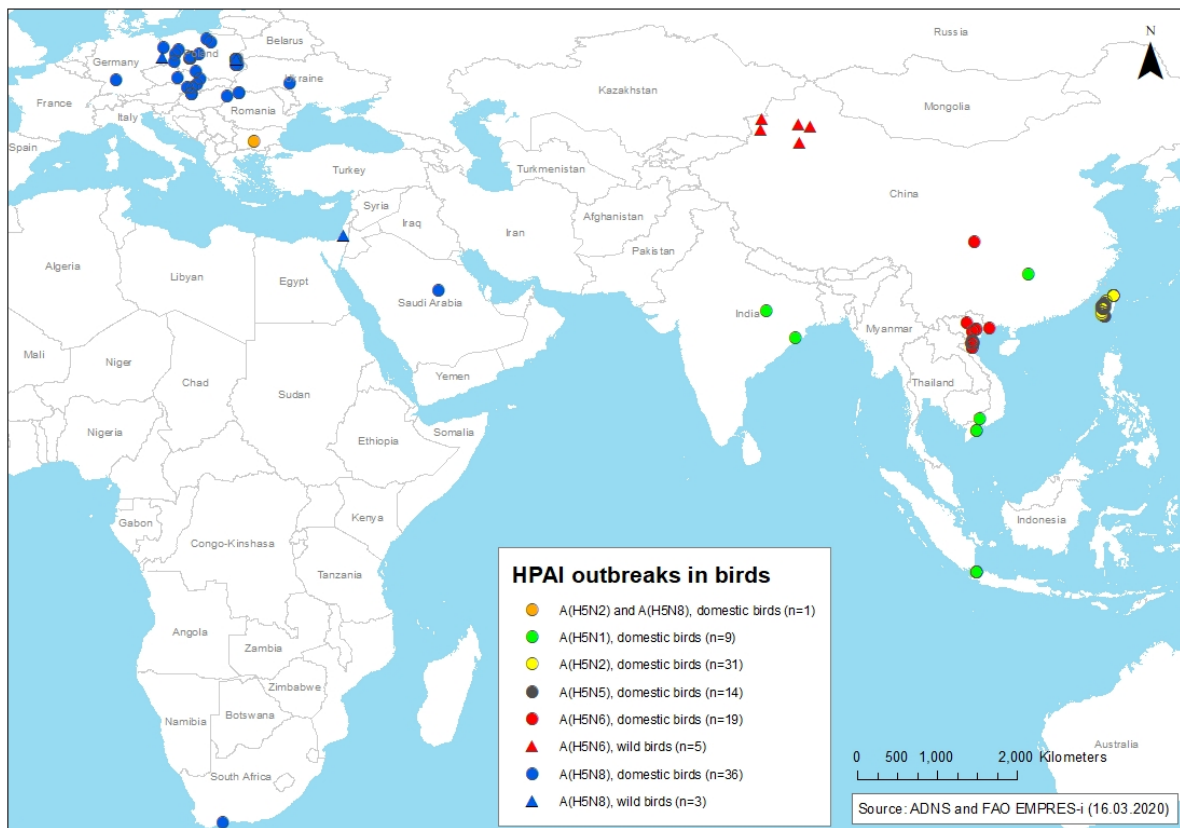 N
Russia
Belarus
Poland
Germany
Ukraine
Kazakhstan
France
Mongolia
Romania
Italy
Spain
Turkey
Turkmenistan
China
Syria
Afghanistan
Iraq
Iran
Pakistan
Algeria
Libyan
Egypt
Saudi Arabia
India
Myanmar
Mali
Niger
Yemen
Chad
Thailand
Sudan
Nigeria
Ethiopia
Somalia
Kenya
Gabon
Indonesia
Congo-Kinshasa
Tanzania
Angola
Zambia
Zimbabwe
Namibia
Botswana
Australia
South Africa
HPAI outbreaks in birds
A(H5N2) and A(H5N8), domestic birds (n=1)
A(H5N1), domestic birds (n=9)
A(H5N2), domestic birds (n=31)
A(H5N5), domestic birds (n=14)
A(H5N6), domestic birds (n=19)
A(H5N6), wild birds (n=5)
A(H5N8), domestic birds (n=36)
A(H5N8), wild birds (n=3)
0 500 1,000 2,000 Kilometers
Source: ADNS and FAO EMPRES-i (16.03.2020)